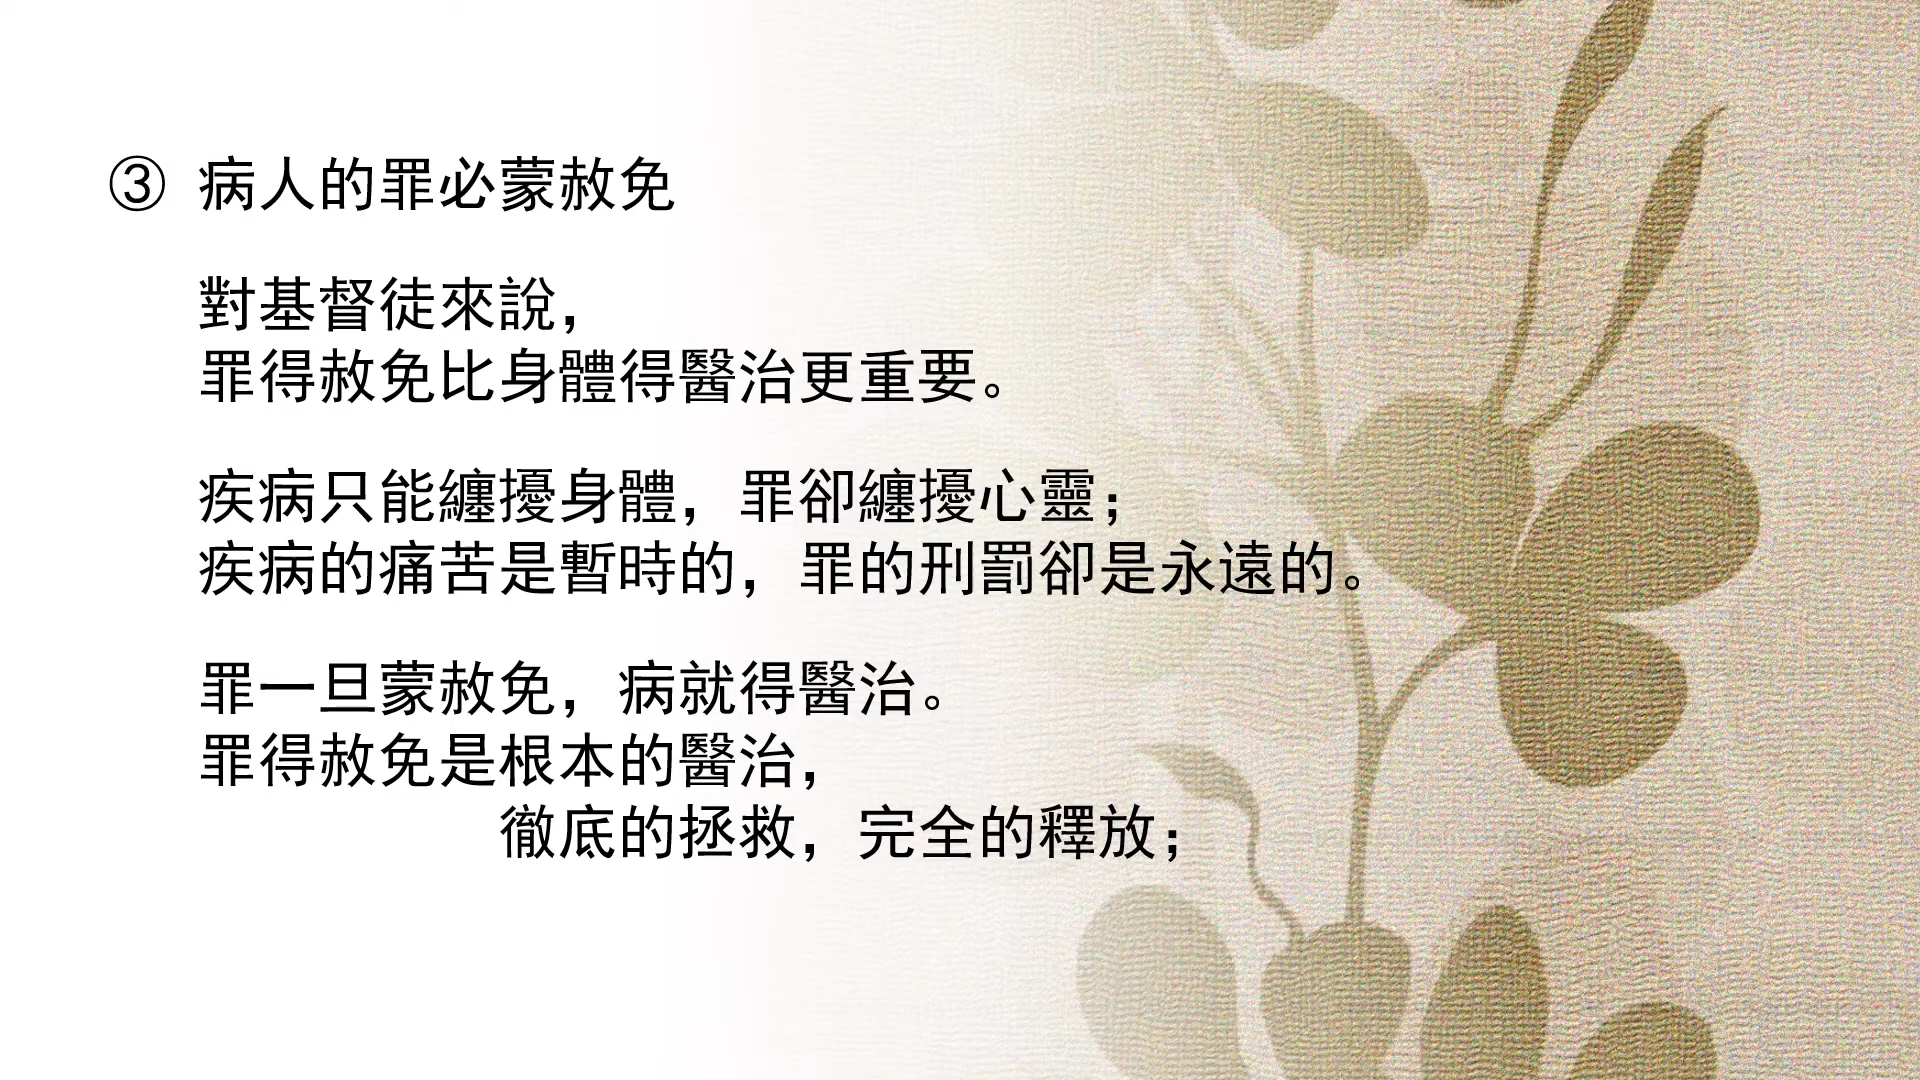 ③ 病人的罪必蒙赦免
對基督徒來說，
罪得赦免比身體得醫治更重要。
疾病只能纏擾身體，罪卻纏擾心靈；
疾病的痛苦是暫時的，罪的刑罰卻是永遠的。
罪一旦蒙赦免，病就得醫治。
罪得赦免是根本的醫治，
徹底的拯救，完全的釋放；